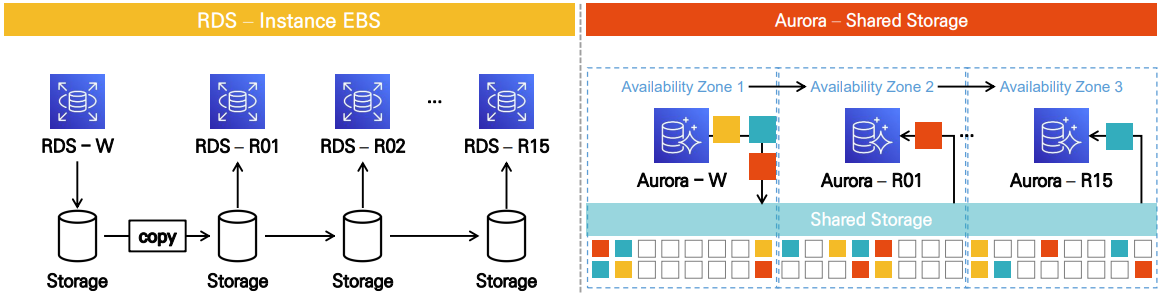 RDS – Instance EBS
RDS – W
RDS – R01
RDS – R02
...
RDS – R15
copy
Storage
Storage
Storage
Storage
Aurora – Shared Storage
Availability Zone 1
Availability Zone 2
Availability Zone 3
...
Aurora – W
Aurora – R01
Aurora – R15
Shared Storage